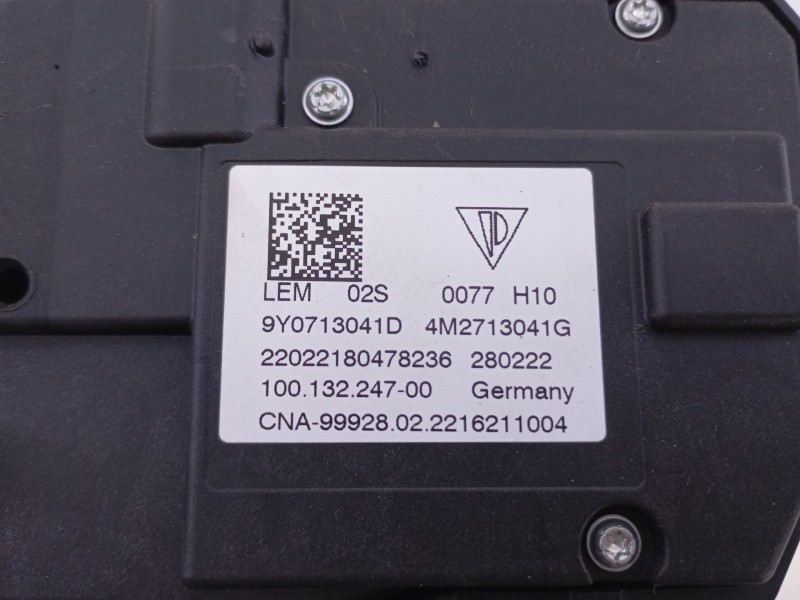 LEM 02S 0077 H10
9Y0713041D 4M2713041G
22022180478236 280222
100.132.247-00 Germany
CNA-99928.02.2216211004